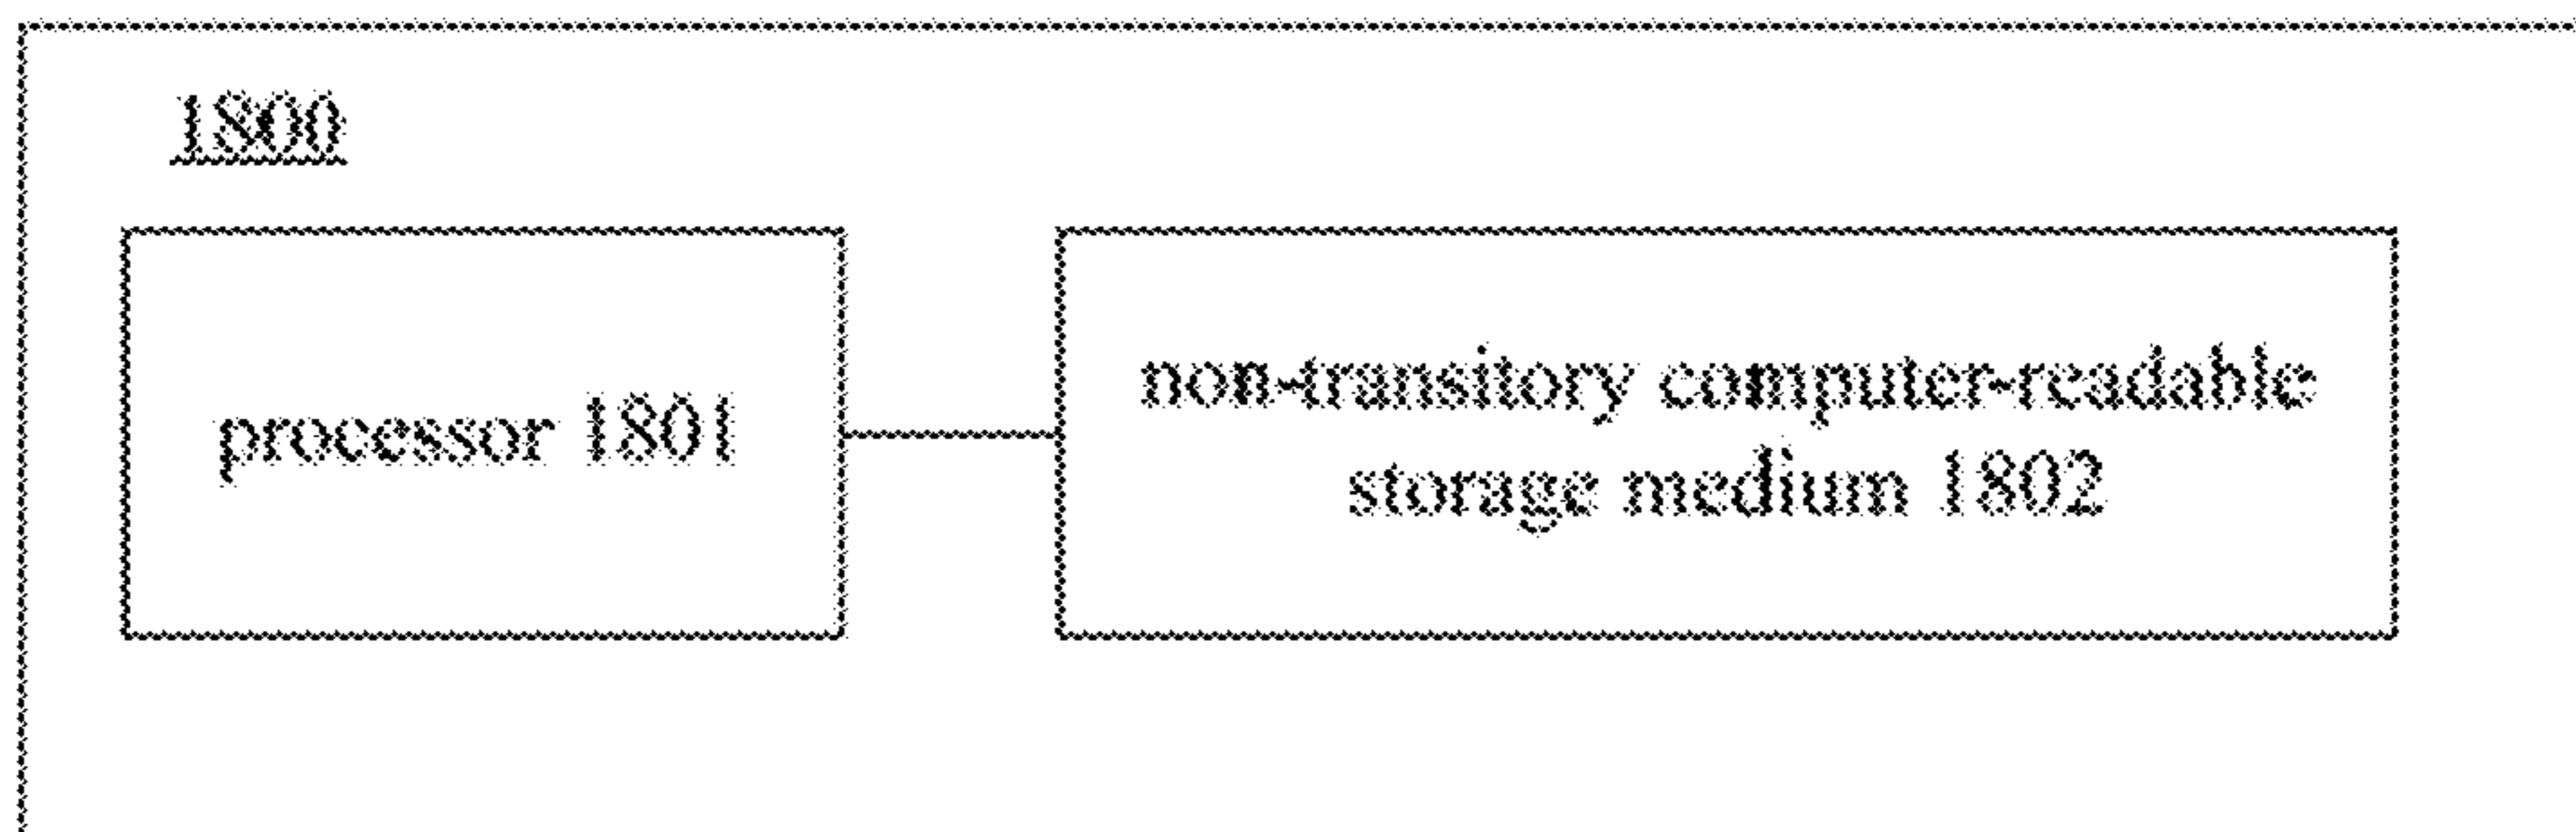 1800
processor 1801
non-transitory computer-readable
storage medium 1802